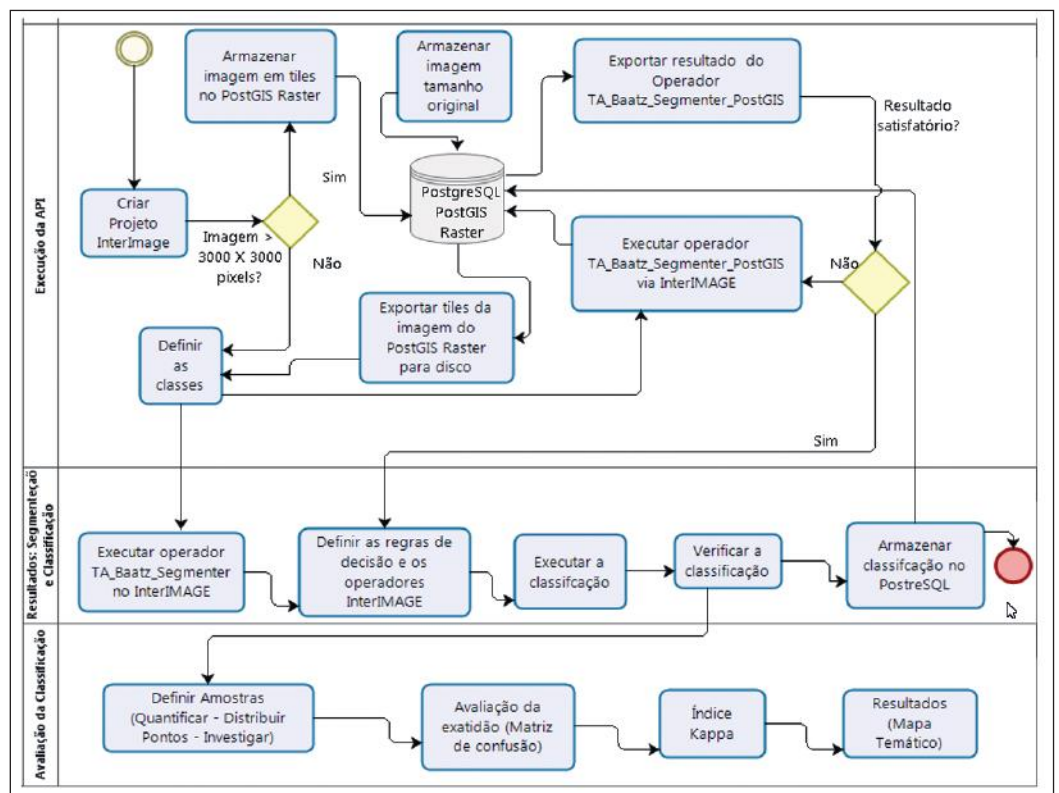 Execução da API
Armazenar
imagem em tiles
no PostGIS Raster
Armazenar
imagem
tamanho
original
Exportar resultado do
Operador
TA_Baatz_Segmenter_PostGIS
Resultado
satisfatório?
Criar
Projeto
InterImage
Imagem >
3000 X 3000
pixels?
Sim
Não
PostgreSQL
PostGIS
Raster
Executar operador
TA_Baatz_Segmenter_PostGIS
via InterIMAGE
Não
Definir
as
classes
Exportar tiles da
imagem do
PostGIS Raster
para disco
Sim
Resultados: Segmenteção
e Classificação
Executar operador
TA_Baatz_Segmenter
no InterIMAGE
Definir as regras de
decisão e os
operadores
InterIMAGE
Executar a
classifcação
Verificar a
classificação
Armazenar
classifcação no
PostreSQL
Avaliação da Classificação
Definir Amostras
(Quantificar - Distribuir
Pontos - Investigar)
Avaliação da
exatidão (Matriz
de confusão)
Índice
Kappa
Resultados
(Mapa
Temático)